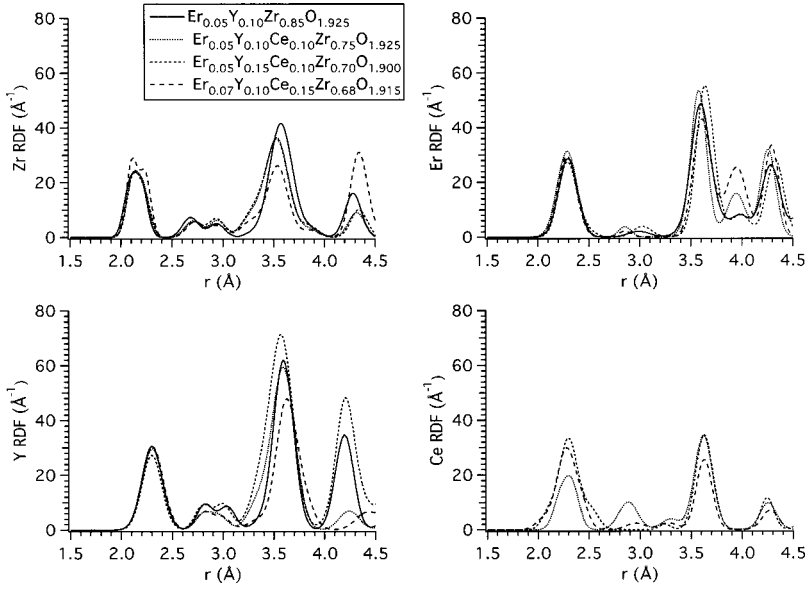 Er0.05Y0.10Zr0.85O1.925
Er0.05Y0.10Ce0.10Zr0.75O1.925
Er0.05Y0.15Ce0.10Zr0.70O1.900
Er0.07Y0.10Ce0.15Zr0.68O1.915
80
60
40
20
0
Zr RDF (Å-1)
1.5 2.0 2.5 3.0 3.5 4.0 4.5
r (Å)
80
60
40
20
0
Er RDF (Å-1)
1.5 2.0 2.5 3.0 3.5 4.0 4.5
r (Å)
80
60
40
20
0
Y RDF (Å-1)
1.5 2.0 2.5 3.0 3.5 4.0 4.5
r (Å)
80
60
40
20
0
Ce RDF (Å-1)
1.5 2.0 2.5 3.0 3.5 4.0 4.5
r (Å)